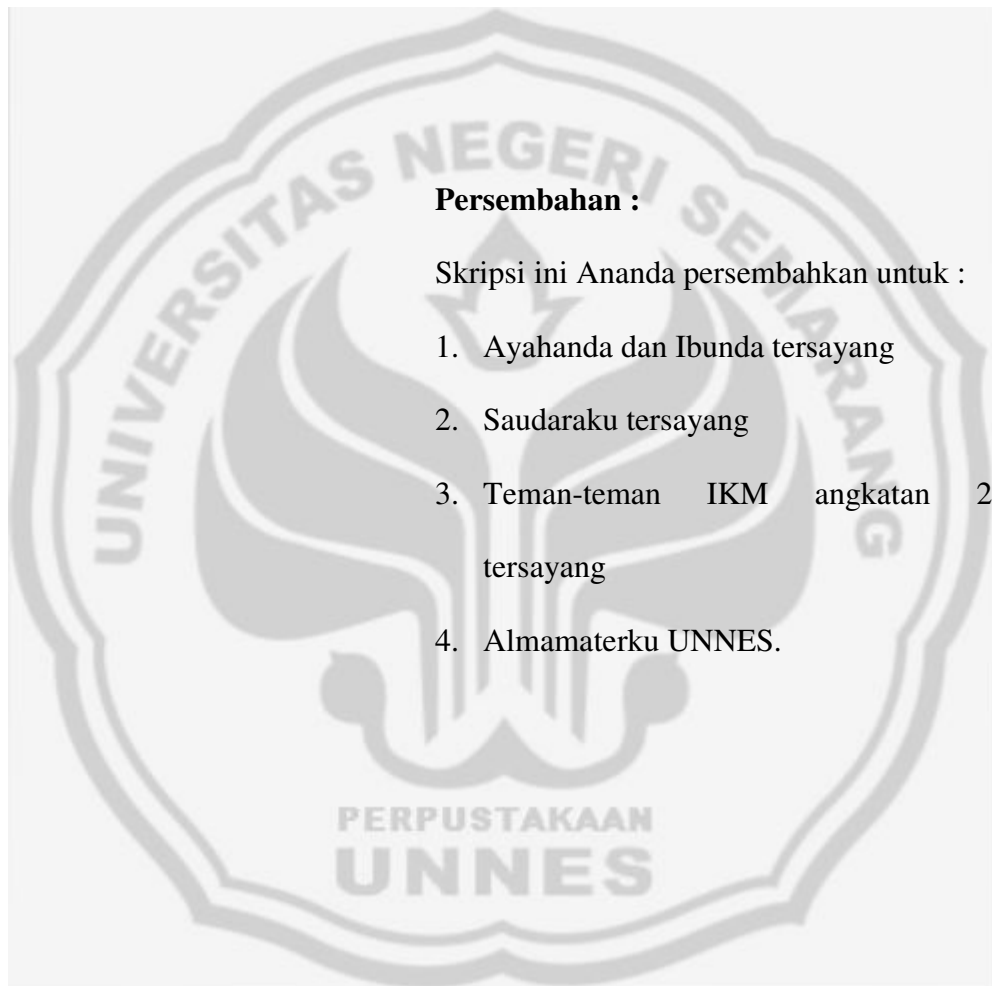 UNIVERSITAS NEGERI SEMARANG
Persembahan :
Skripsi ini Ananda persembahkan untuk :
1. Ayahanda dan Ibunda tersayang
2. Saudaraku tersayang
3. Teman-teman IKM angkatan 2
tersayang
4. Almamaterku UNNES.
PERPUSTAKAAN
UNNES